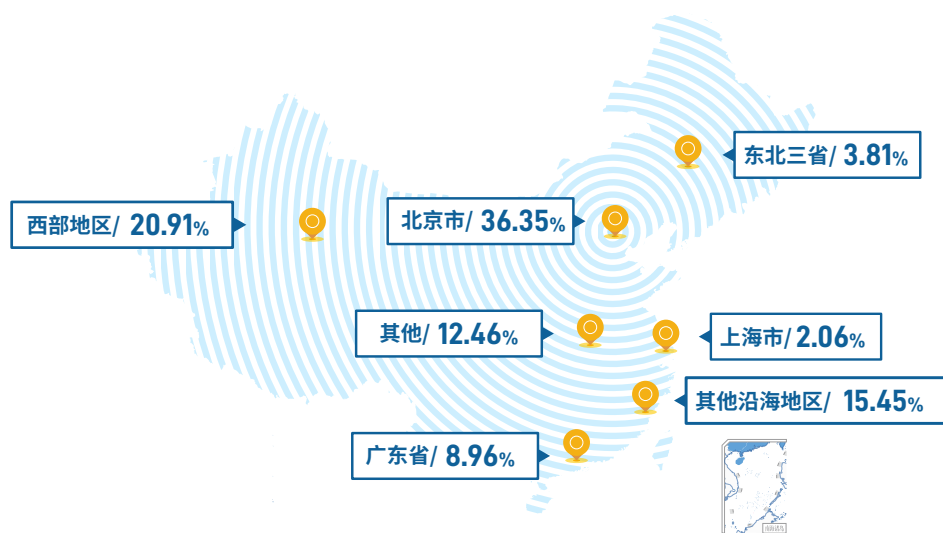 东北三省/ 3.81%
西部地区/ 20.91%
北京市/ 36.35%
其他/ 12.46%
上海市/ 2.06%
其他沿海地区/ 15.45%
广东省/ 8.96%